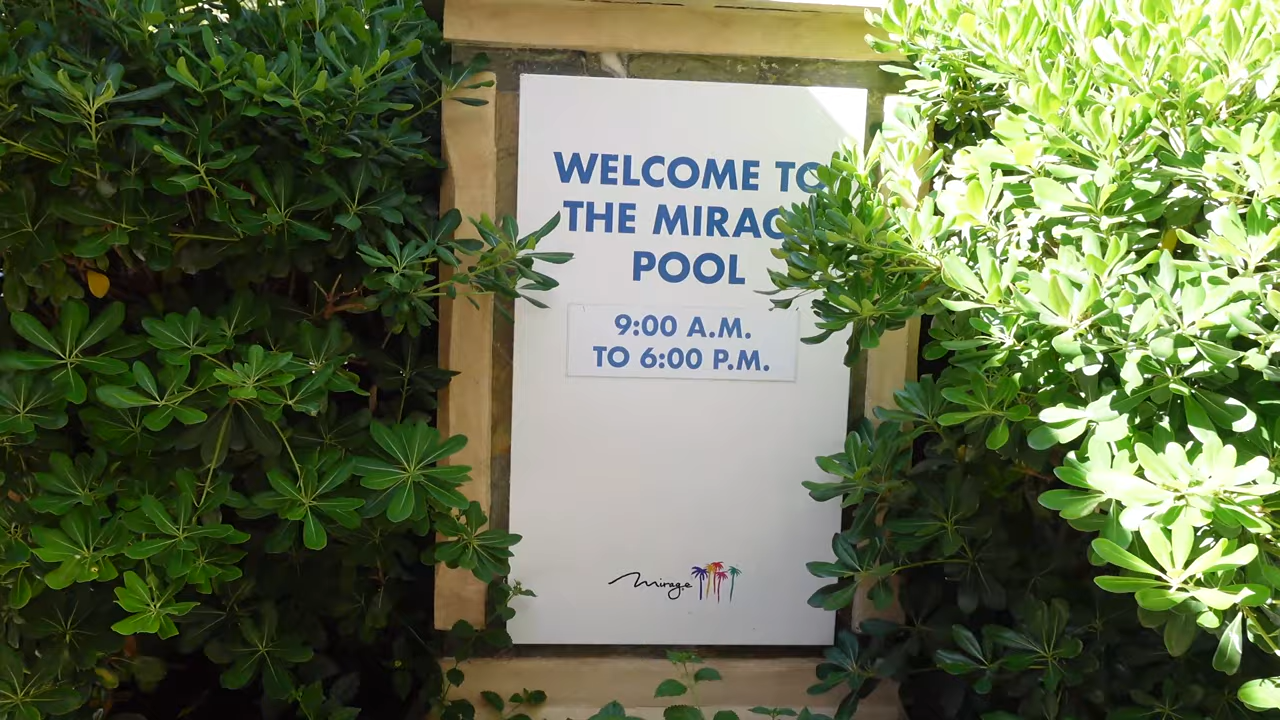 WELCOME TO
THE MIRAG
POOL
9:00 A.M.
TO 6:00 P.M.
Mirage